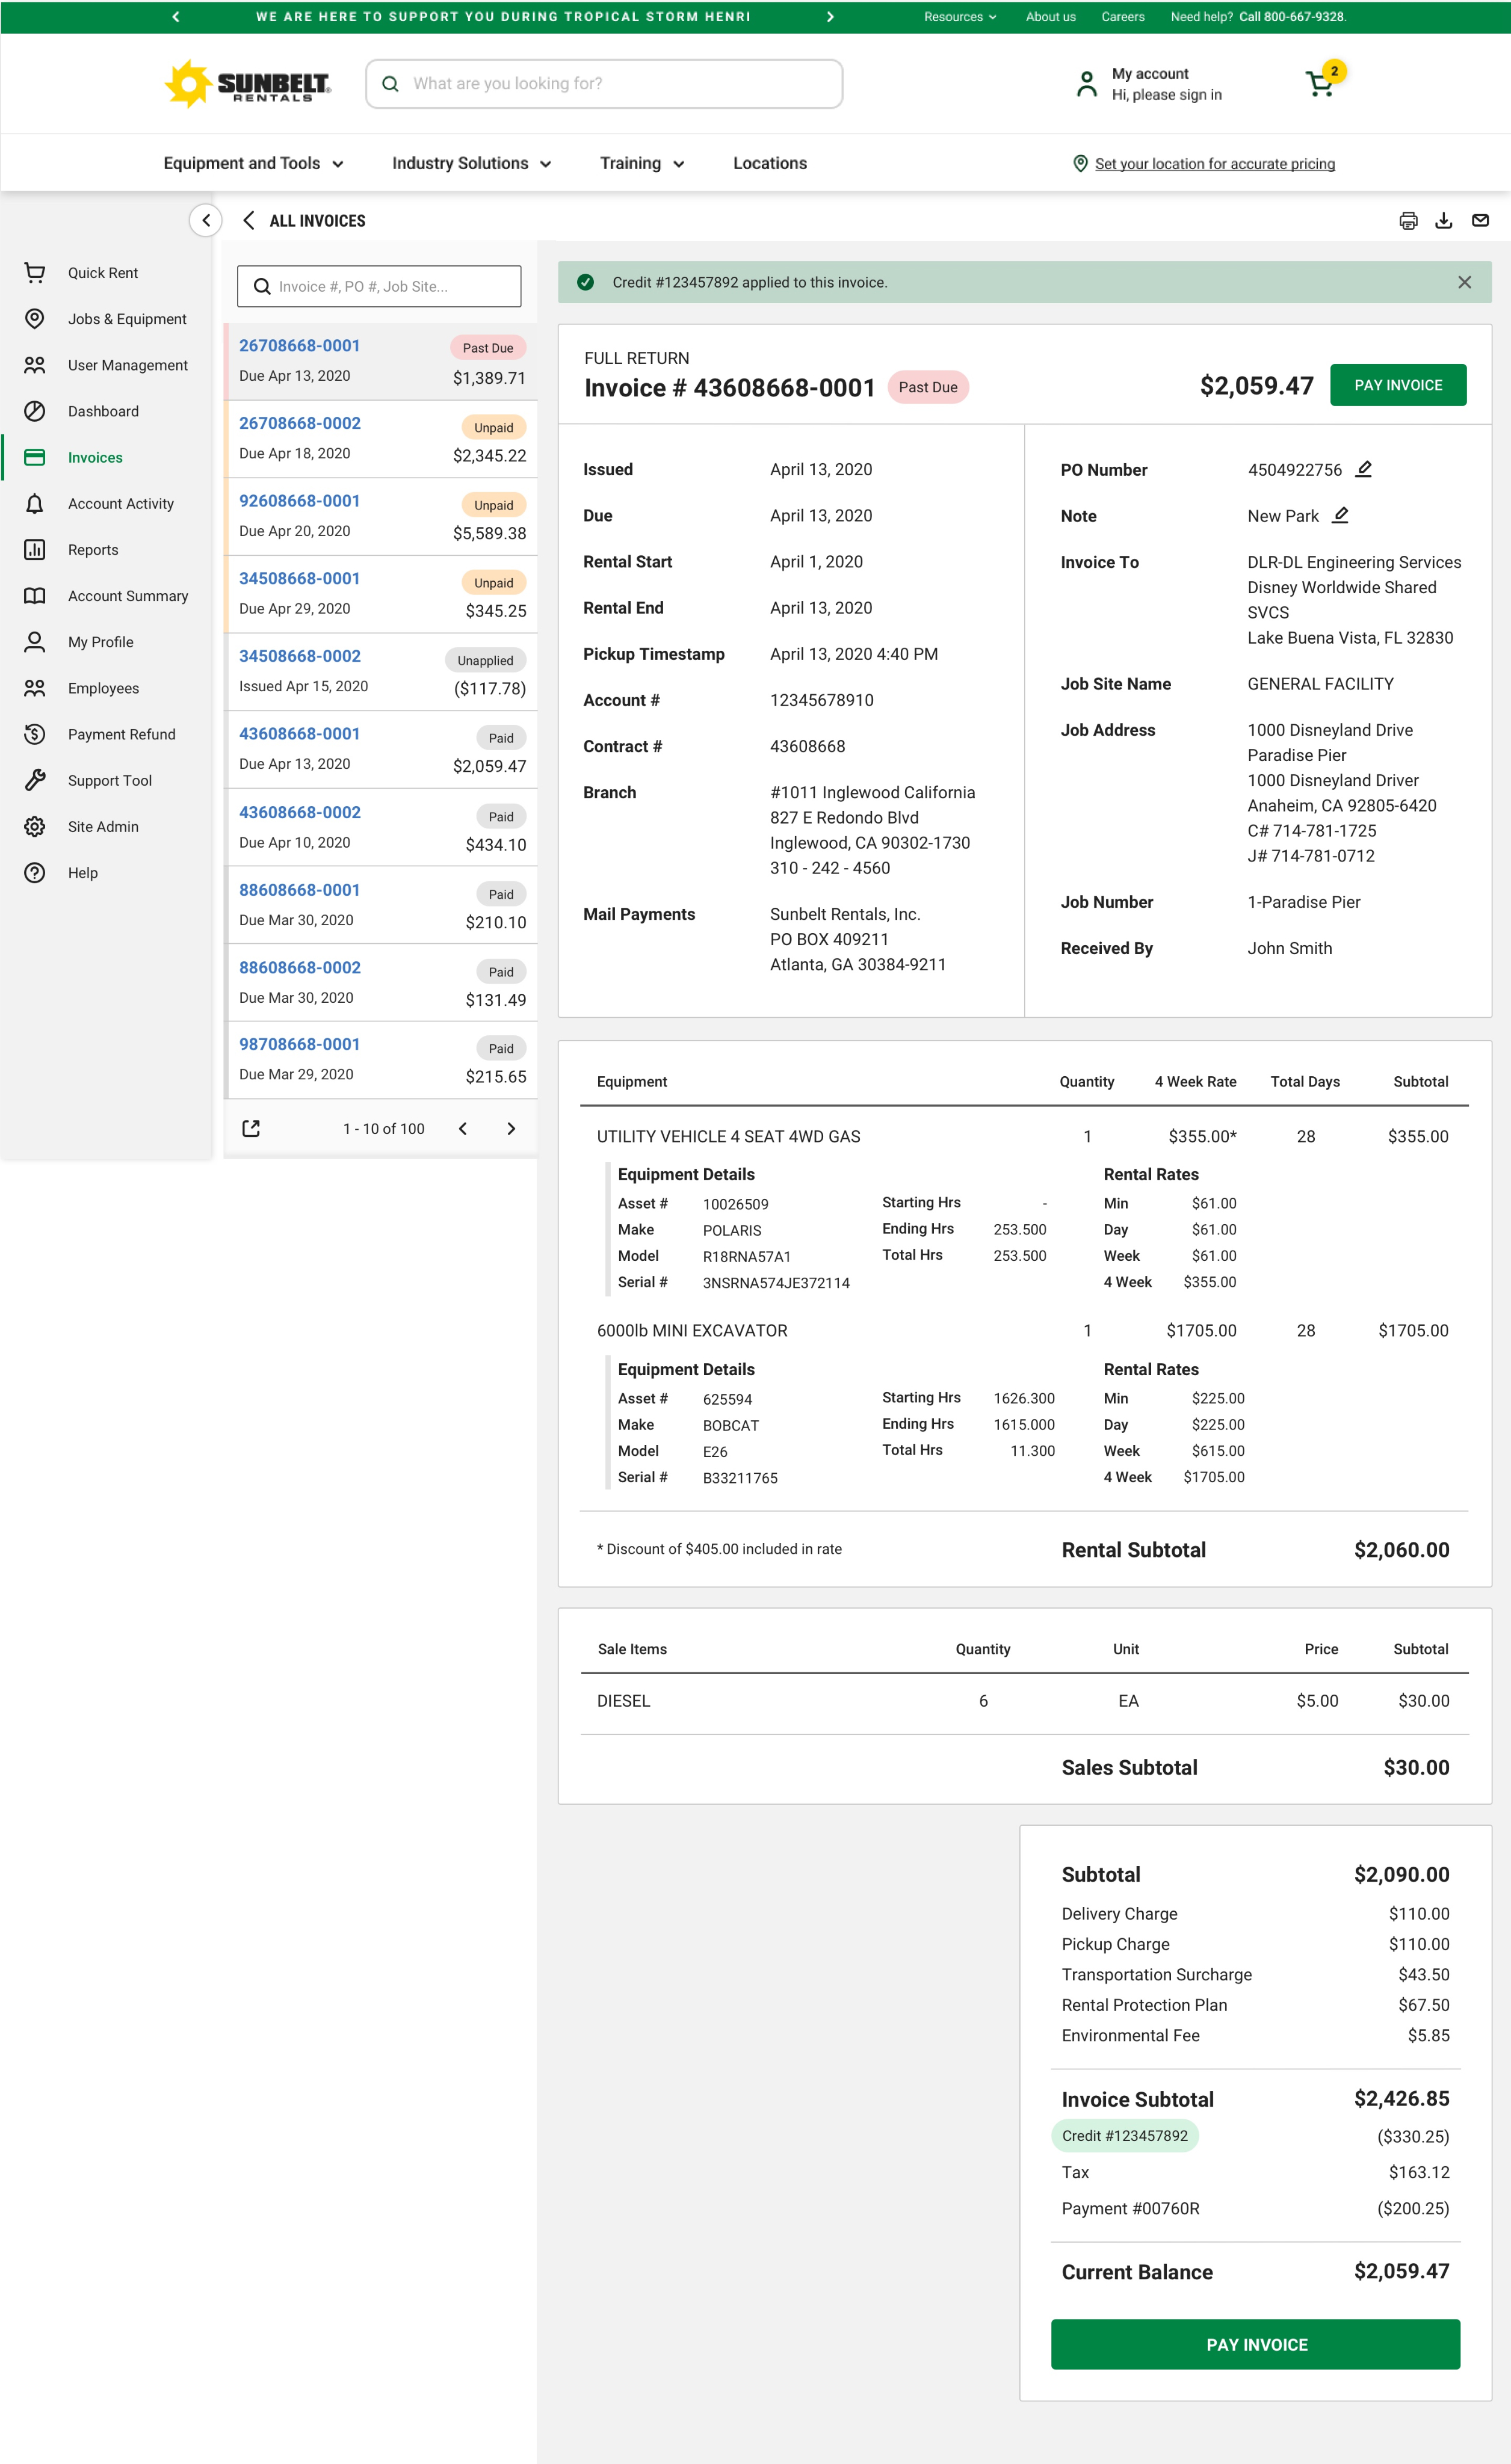 WE ARE HERE TO SUPPORT YOU DURING TROPICAL STORM HENRI
Resources About us Careers Need help? Call 800-667-9328.
SUNBELT®
RENTALS
What are you looking for?
My account
Hi, please sign in
2
Equipment and Tools Industry Solutions Training Locations Set your location for accurate pricing
ALL INVOICES
Quick Rent
Jobs & Equipment
User Management
Dashboard
Invoices
Account Activity
Reports
Account Summary
My Profile
Employees
Payment Refund
Support Tool
Site Admin
Help
Invoice #, PO #, Job Site...
26708668-0001 Past Due
Due Apr 13, 2020 $1,389.71
26708668-0002 Unpaid
Due Apr 18, 2020 $2,345.22
92608668-0001 Unpaid
Due Apr 20, 2020 $5,589.38
34508668-0001 Unpaid
Due Apr 29, 2020 $345.25
34508668-0002 Unapplied
Issued Apr 15, 2020 ($117.78)
43608668-0001 Paid
Due Apr 13, 2020 $2,059.47
43608668-0002 Paid
Due Apr 10, 2020 $434.10
88608668-0001 Paid
Due Mar 30, 2020 $210.10
88608668-0002 Paid
Due Mar 30, 2020 $131.49
98708668-0001 Paid
Due Mar 29, 2020 $215.65
1 - 10 of 100
Credit #123457892 applied to this invoice.
FULL RETURN
Invoice # 43608668-0001 Past Due $2,059.47 PAY INVOICE
Issued April 13, 2020
Due April 13, 2020
Rental Start April 1, 2020
Rental End April 13, 2020
Pickup Timestamp April 13, 2020 4:40 PM
Account # 12345678910
Contract # 43608668
Branch #1011 Inglewood California
827 E Redondo Blvd
Inglewood, CA 90302-1730
310 - 242 - 4560
Mail Payments Sunbelt Rentals, Inc.
PO BOX 409211
Atlanta, GA 30384-9211
PO Number 4504922756
Note New Park
Invoice To DLR-DL Engineering Services
Disney Worldwide Shared
SVCS
Lake Buena Vista, FL 32830
Job Site Name GENERAL FACILITY
Job Address 1000 Disneyland Drive
Paradise Pier
1000 Disneyland Driver
Anaheim, CA 92805-6420
C# 714-781-1725
J# 714-781-0712
Job Number 1-Paradise Pier
Received By John Smith
Equipment Quantity 4 Week Rate Total Days Subtotal
UTILITY VEHICLE 4 SEAT 4WD GAS 1 $355.00* 28 $355.00
Equipment Details Rental Rates
Asset # 10026509 Starting Hrs - Min $61.00
Make POLARIS Ending Hrs 253.500 Day $61.00
Model R18RNA57A1 Total Hrs 253.500 Week $61.00
Serial # 3NSRNA574JE372114 4 Week $355.00
6000lb MINI EXCAVATOR 1 $1705.00 28 $1705.00
Equipment Details Rental Rates
Asset # 625594 Starting Hrs 1626.300 Min $225.00
Make BOBCAT Ending Hrs 1615.000 Day $225.00
Model E26 Total Hrs 11.300 Week $615.00
Serial # B33211765 4 Week $1705.00
* Discount of $405.00 included in rate Rental Subtotal $2,060.00
Sale Items Quantity Unit Price Subtotal
DIESEL 6 EA $5.00 $30.00
Sales Subtotal $30.00
Subtotal $2,090.00
Delivery Charge $110.00
Pickup Charge $110.00
Transportation Surcharge $43.50
Rental Protection Plan $67.50
Environmental Fee $5.85
Invoice Subtotal $2,426.85
Credit #123457892 ($330.25)
Tax $163.12
Payment #00760R ($200.25)
Current Balance $2,059.47
PAY INVOICE